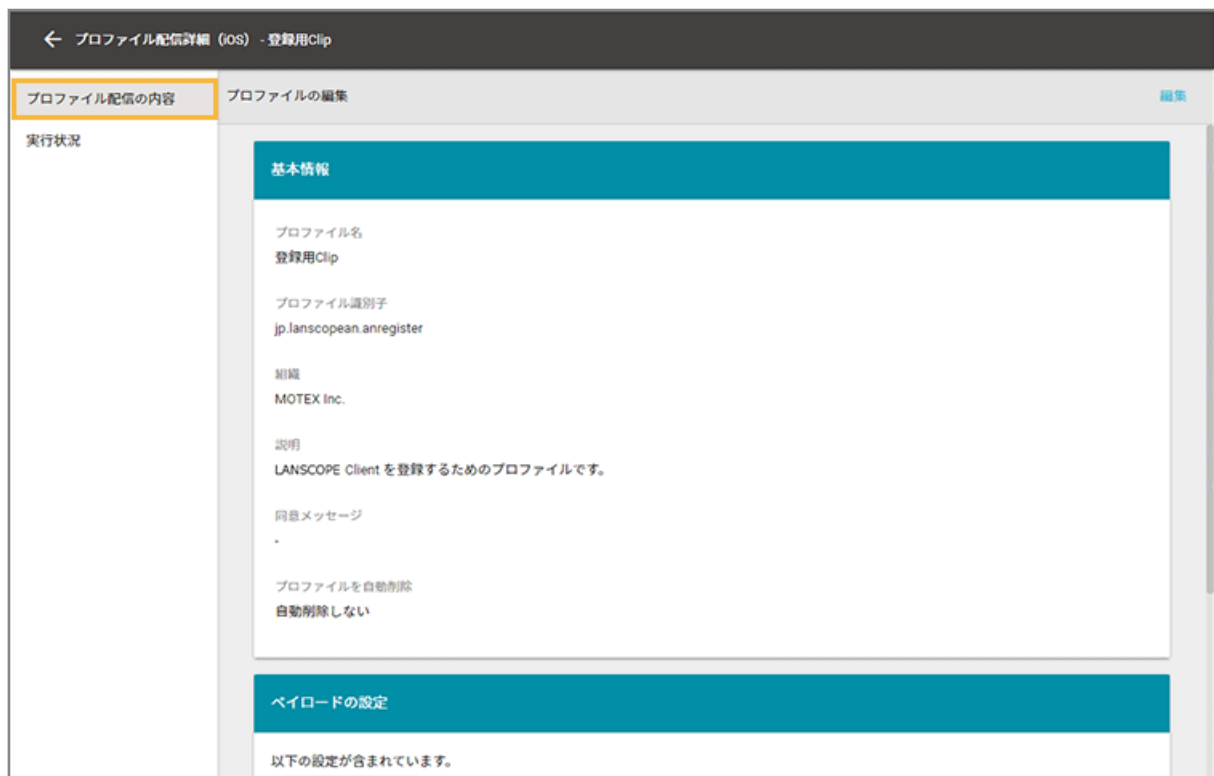 ← プロファイル配信詳細（iOS） - 登録用Clip
プロファイル配信の内容
実行状況
プロファイルの編集
編集
基本情報
プロファイル名
登録用Clip
プロファイル識別子
jp.lanscopean.anregister
組織
MOTEX Inc.
説明
LANSCOPE Client を登録するためのプロファイルです。
同意メッセージ
-
プロファイルを自動削除
自動削除しない
ペイロードの設定
以下の設定が含まれています。